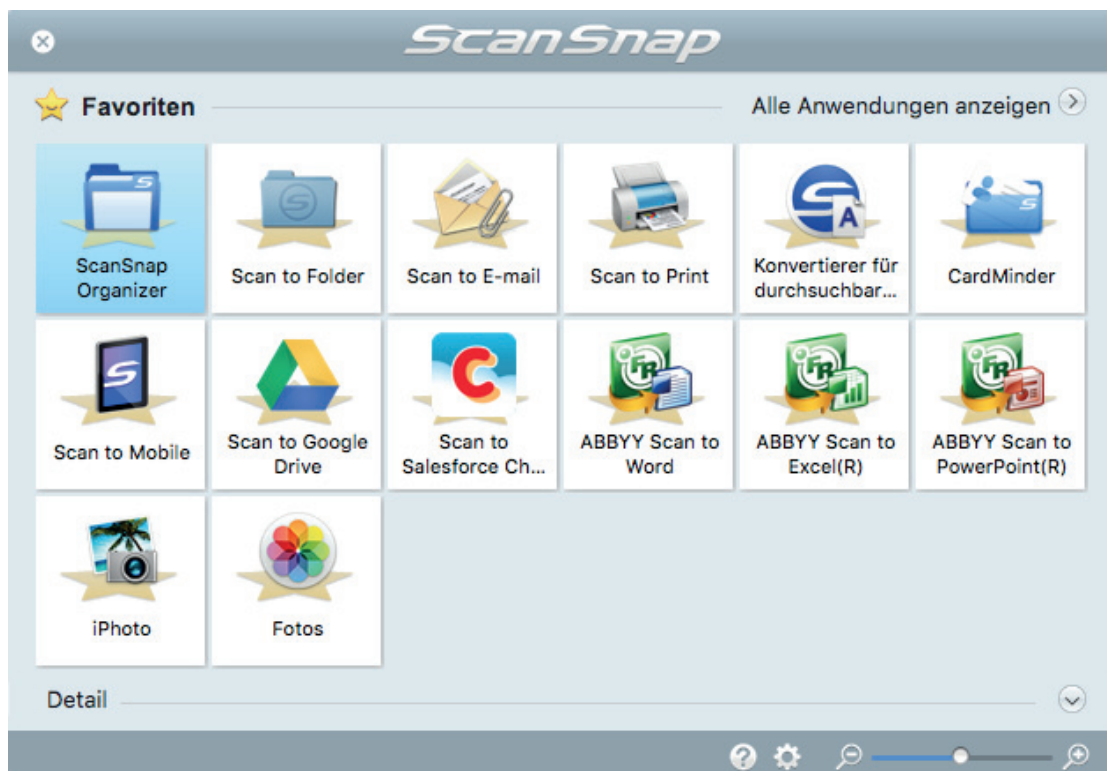 ScanSnap
Favoriten
Alle Anwendungen anzeigen
ScanSnap
Organizer
Scan to Folder
Scan to E-mail
Scan to Print
Konvertierer für
durchsuchbar...
CardMinder
Scan to Mobile
Scan to Google
Drive
Scan to
Salesforce Ch...
ABBYY Scan to
Word
ABBYY Scan to
Excel(R)
ABBYY Scan to
PowerPoint(R)
iPhoto
Fotos
Detail